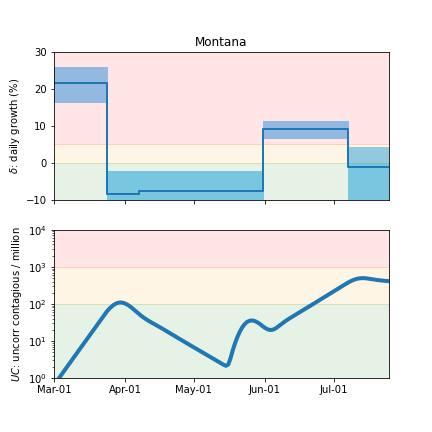 Montana
δ: daily growth (%)
30
20
10
0
−10
UC: uncorr contagious / million
10⁴
10³
10²
10¹
10⁰
Mar-01 Apr-01 May-01 Jun-01 Jul-01